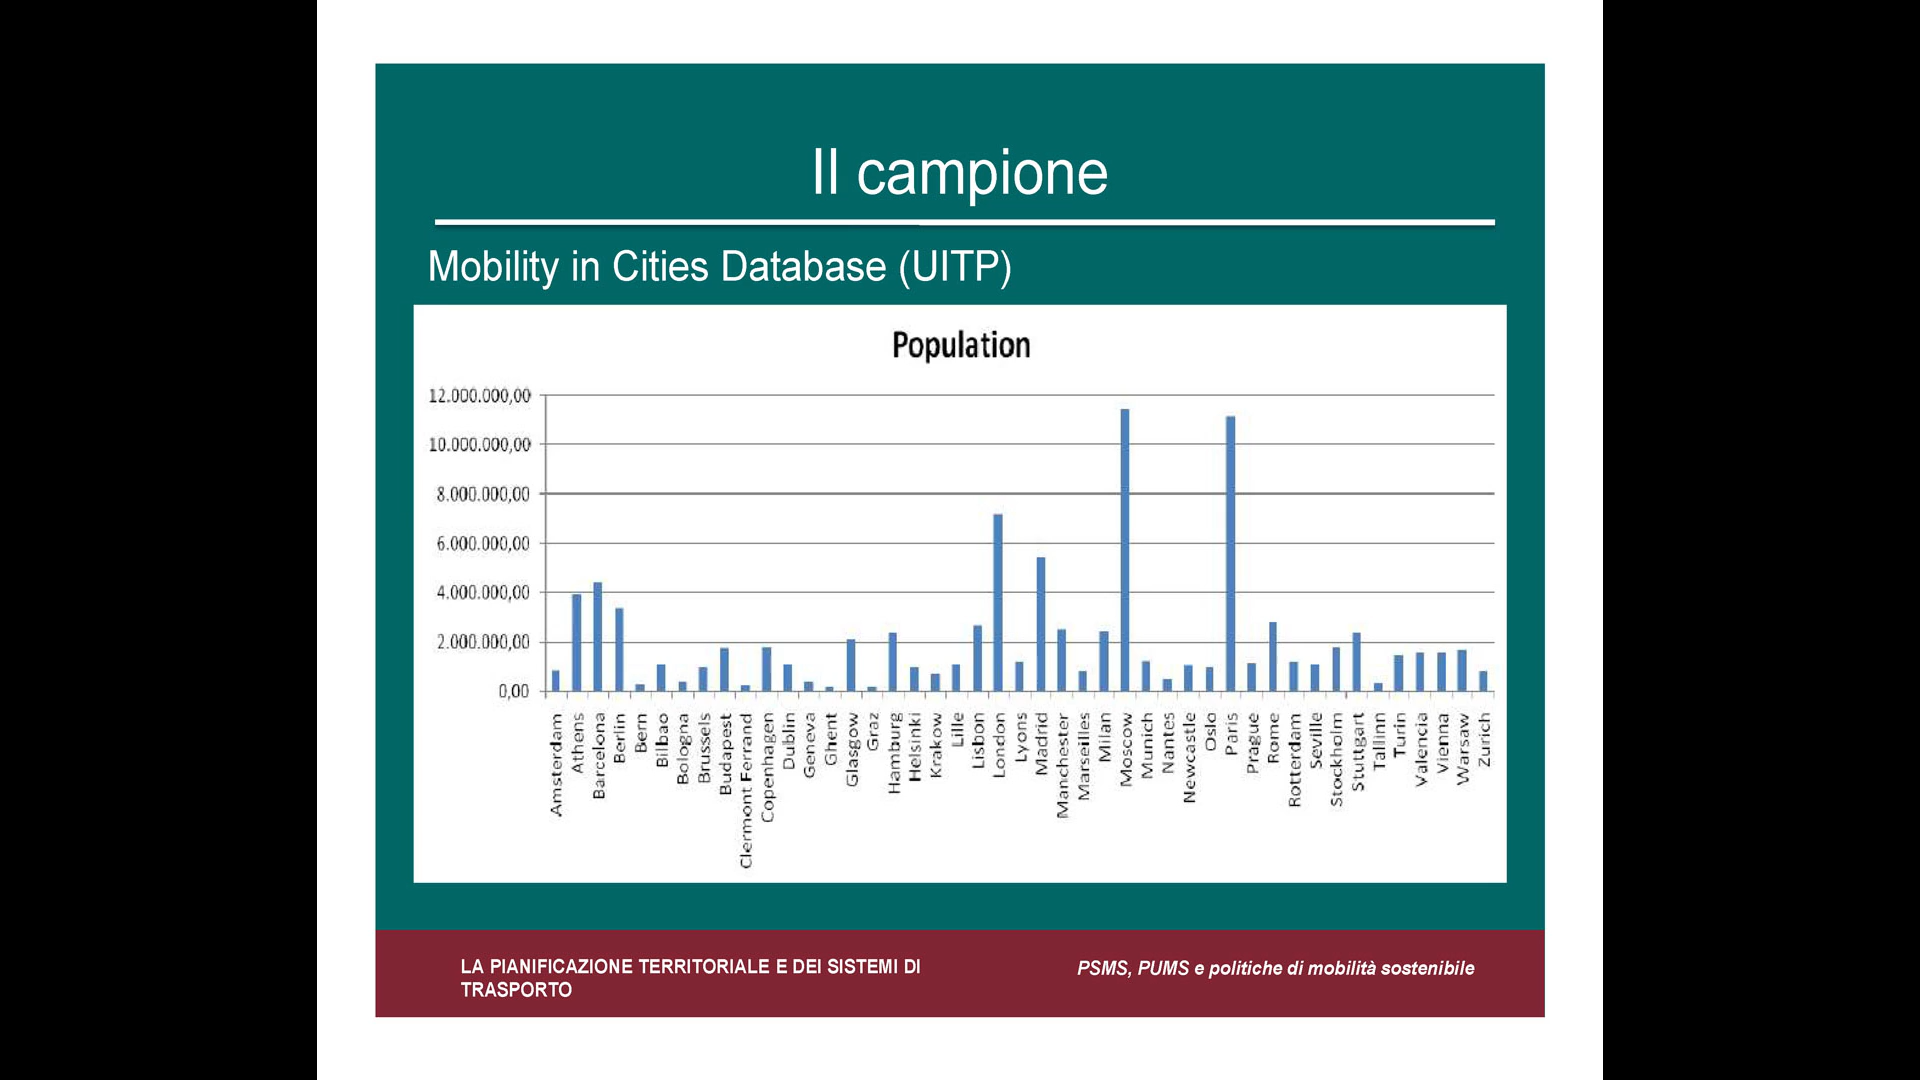 Il campione
Mobility in Cities Database (UITP)
Population
12.000.000,00
10.000.000,00
8.000.000,00
6.000.000,00
4.000.000,00
2.000.000,00
0,00
Amsterdam
Athens
Barcelona
Berlin
Bern
Bilbao
Bologna
Brussels
Budapest
Clermont Ferrand
Copenhagen
Dublin
Geneva
Ghent
Glasgow
Graz
Hamburg
Helsinki
Krakow
Lille
Lisbon
London
Lyons
Madrid
Manchester
Marseilles
Milan
Moscow
Munich
Nantes
Newcastle
Oslo
Paris
Prague
Rome
Rotterdam
Seville
Stockholm
Stuttgart
Tallinn
Turin
Valencia
Vienna
Warsaw
Zurich
LA PIANIFICAZIONE TERRITORIALE E DEI SISTEMI DI
TRASPORTO
PSMS, PUMS e politiche di mobilità sostenibile